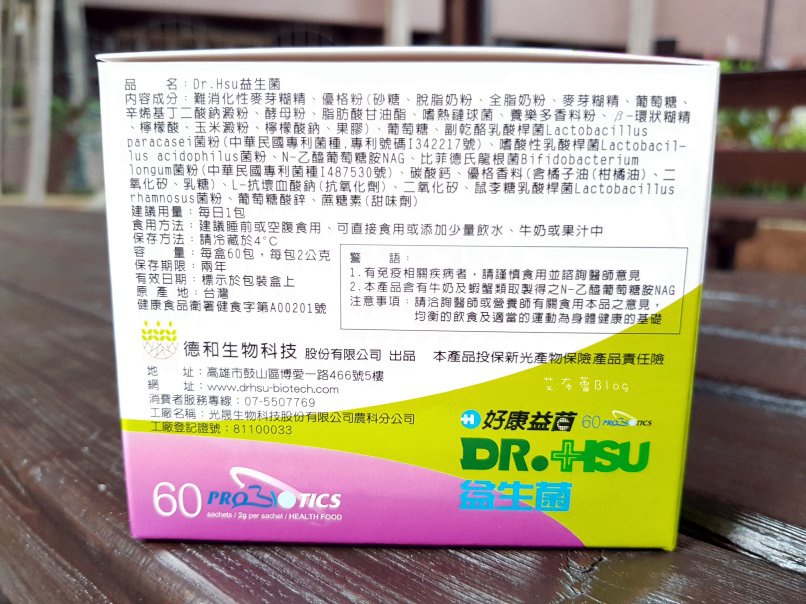 品　名：Dr.Hsu益生菌
內容成分：難消化性麥芽糊精、優格粉(砂糖、脫脂奶粉、全脂奶粉、麥芽糊精、葡萄糖、
辛烯基丁二酸鈉澱粉、酵母粉、脂肪酸甘油酯、嗜熱鏈球菌、養樂多香料粉、β-環狀糊精
、檸檬酸、玉米澱粉、檸檬酸鈉、果膠)、葡萄糖、副乾酪乳酸桿菌Lactobacillus
paracasei菌粉(中華民國專利菌種,專利號碼I342217號)、嗜酸性乳酸桿菌Lactobacil-
lus acidophilus菌粉、N-乙醯葡萄糖胺NAG、比菲德氏龍根菌Bifidobacterium
longum菌粉(中華民國專利菌種I487530號)、碳酸鈣、優格香料(含橘子油(柑橘油)、二
氧化矽、乳糖)、L-抗壞血酸鈉(抗氧化劑)、二氧化矽、鼠李糖乳酸桿菌Lactobacillus
rhamnosus菌粉、葡萄糖酸鋅、蔗糖素(甜味劑)
建議用量：每日1包
食用方法：建議睡前或空腹食用、可直接食用或添加少量飲水、牛奶或果汁中
保存方法：請冷藏於4°C
容　量：每盒60包，每包2公克
保存期限：兩年
有效日期：標示於包裝盒上
原 產 地：台灣
健康食品衛署健食字第A00201號
警　語：
1.有免疫相關疾病者，請謹慎食用並諮詢醫師意見
2.本產品含有牛奶及蝦蟹類取製得之N-乙醯葡萄糖胺NAG
注意事項：請洽詢醫師或營養師有關食用本品之意見，
均衡的飲食及適當的運動為身體健康的基礎
德和生物科技 股份有限公司 出品　本產品投保新光產物保險產品責任險
地　址：高雄市鼓山區博愛一路466號5樓
網　址：www.drhsu-biotech.com
消費者服務專線：07-5507769
工廠名稱：光晟生物科技股份有限公司農科分公司
工廠登記證號：81100033
艾布蕾Blog
好康益菌 60 PROBIOTICS
DR.HSU
益生菌
60 PROBIOTICS
sachets / 2g per sachet / HEALTH FOOD